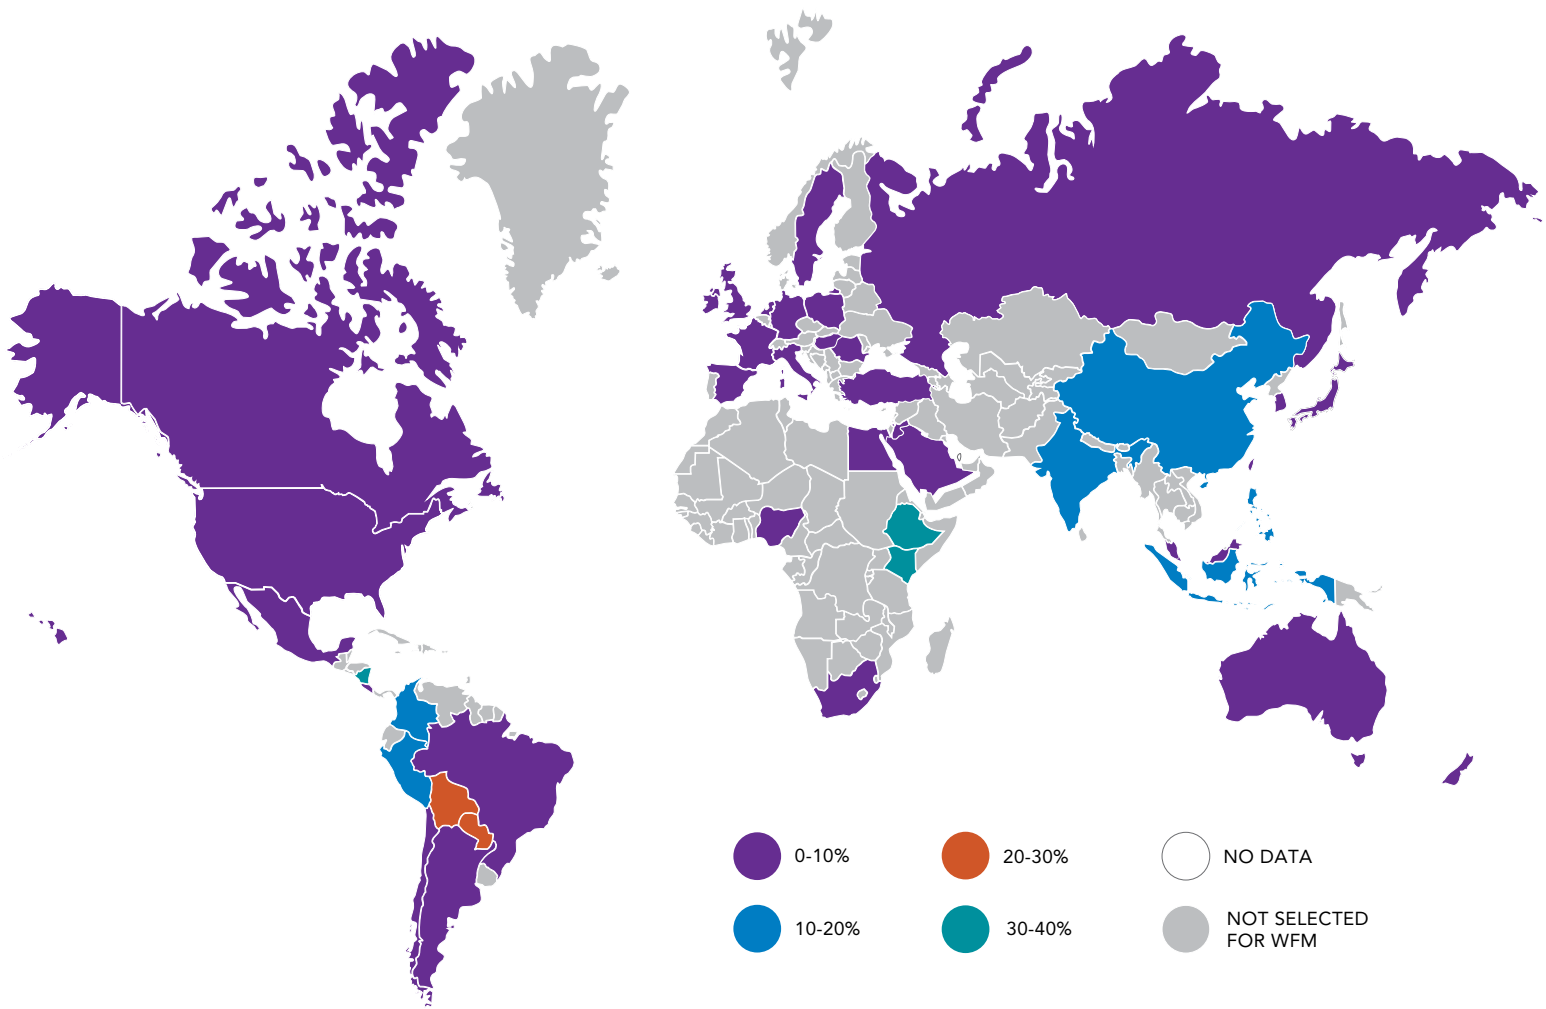 0-10%
20-30%
NO DATA
10-20%
30-40%
NOT SELECTED
FOR WFM